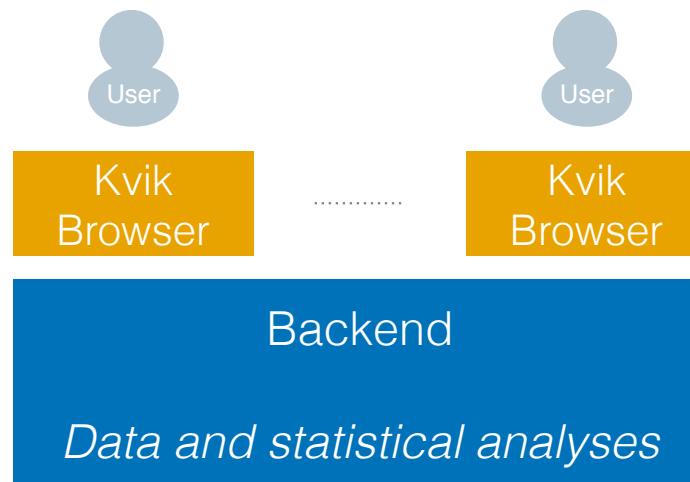 User
User
Kvik
Browser
.............
Kvik
Browser
Backend
Data and statistical analyses